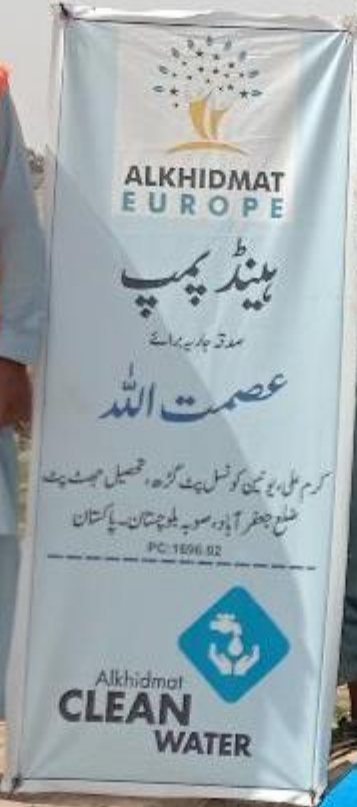 ALKHIDMAT
EUROPE
ہینڈ پمپ
صدقہ جاریہ برائے
عصمت اللہ
کرم علی، یونین کونسل پٹ گڑھ، تحصیل جھٹ پٹ
ضلع جعفر آباد، صوبہ بلوچستان۔ پاکستان
PC:1696.92
Alkhidmat
CLEAN
WATER